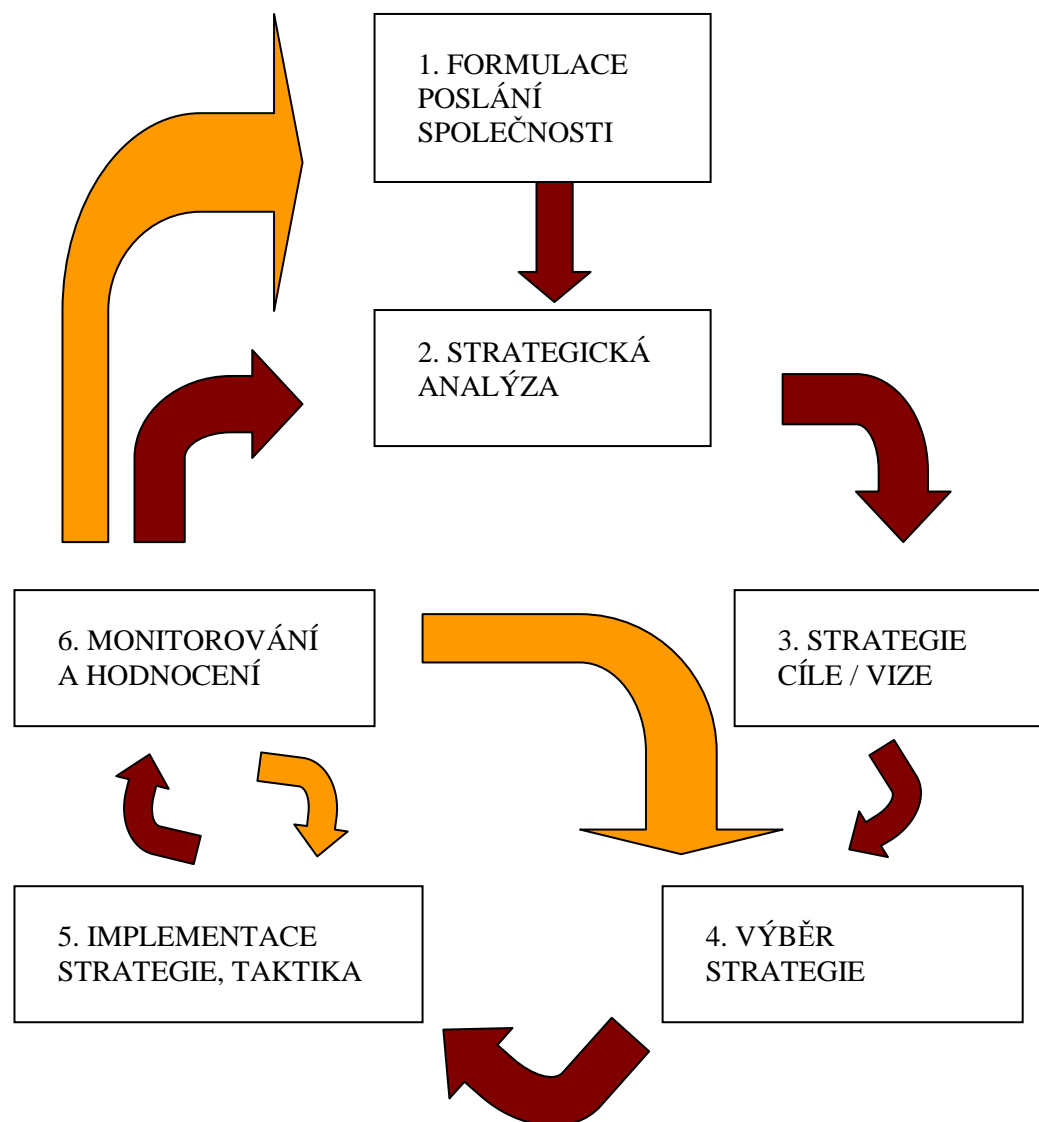 1. FORMULACE
POSLÁNÍ
SPOLEČNOSTI
2. STRATEGICKÁ
ANALÝZA
3. STRATEGIE
CÍLE / VIZE
4. VÝBĚR
STRATEGIE
5. IMPLEMENTACE
STRATEGIE, TAKTIKA
6. MONITOROVÁNÍ
A HODNOCENÍ